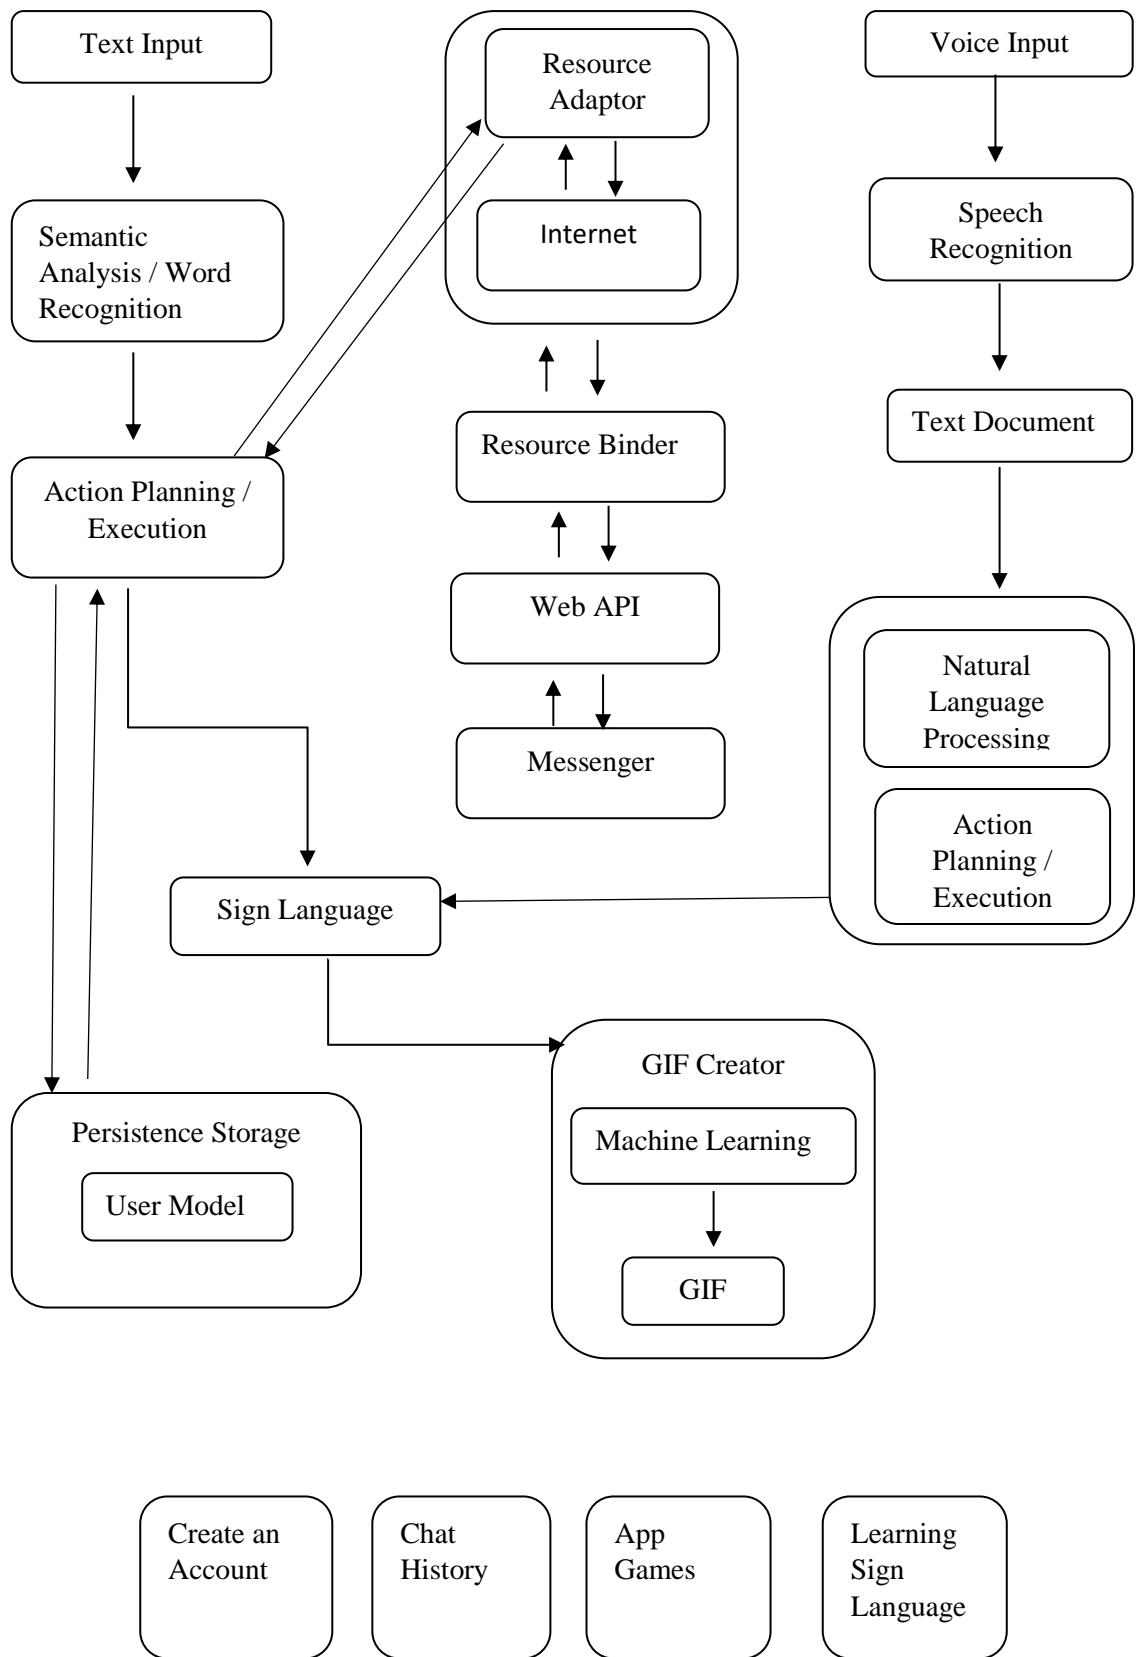 Text Input
Resource
Adaptor
Voice Input
Semantic
Analysis / Word
Recognition
Internet
Speech
Recognition
Resource Binder
Text Document
Action Planning /
Execution
Web API
Natural
Language
Processing
Messenger
Action
Planning /
Execution
Sign Language
GIF Creator
Machine Learning
GIF
Persistence Storage
User Model
Create an
Account
Chat
History
App
Games
Learning
Sign
Language